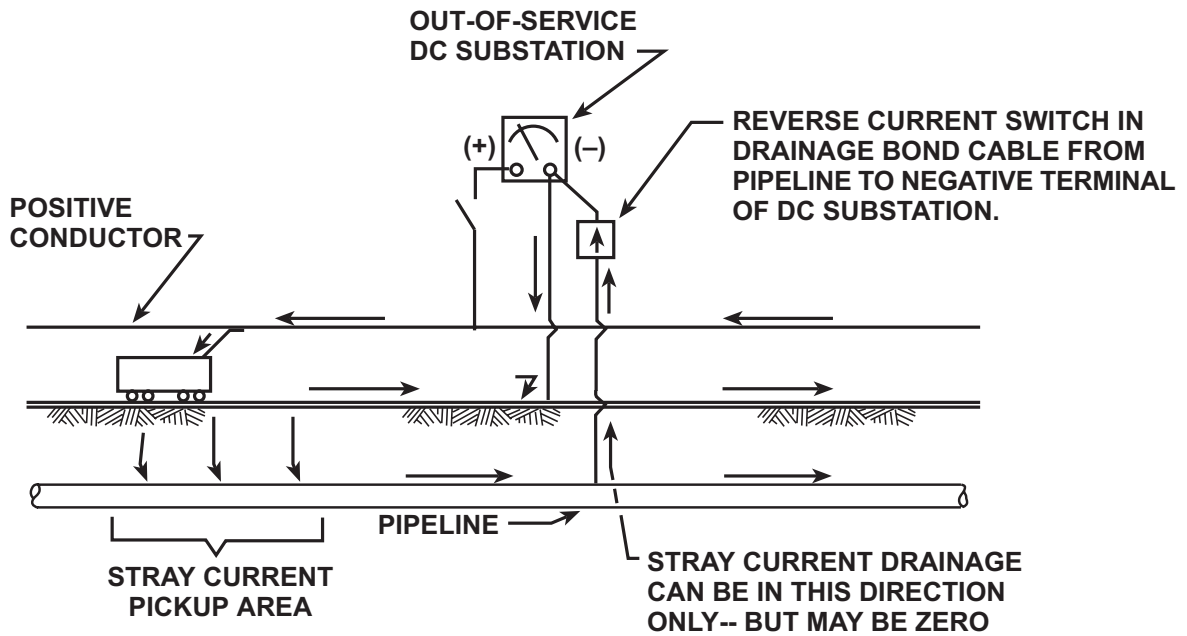 OUT-OF-SERVICE
DC SUBSTATION
(+)
(–)
REVERSE CURRENT SWITCH IN
DRAINAGE BOND CABLE FROM
PIPELINE TO NEGATIVE TERMINAL
OF DC SUBSTATION.
POSITIVE
CONDUCTOR
PIPELINE
STRAY CURRENT
PICKUP AREA
STRAY CURRENT DRAINAGE
CAN BE IN THIS DIRECTION
ONLY-- BUT MAY BE ZERO